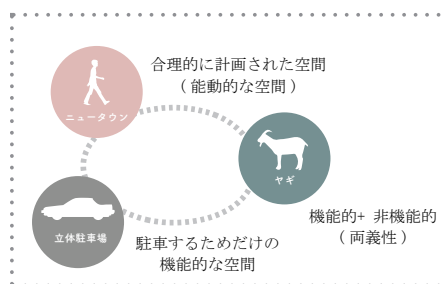 合理的に計画された空間
(能動的な空間)
ニュータウン
ヤギ
機能的+ 非機能的
(両義性)
立体駐車場
駐車するためだけの
機能的な空間